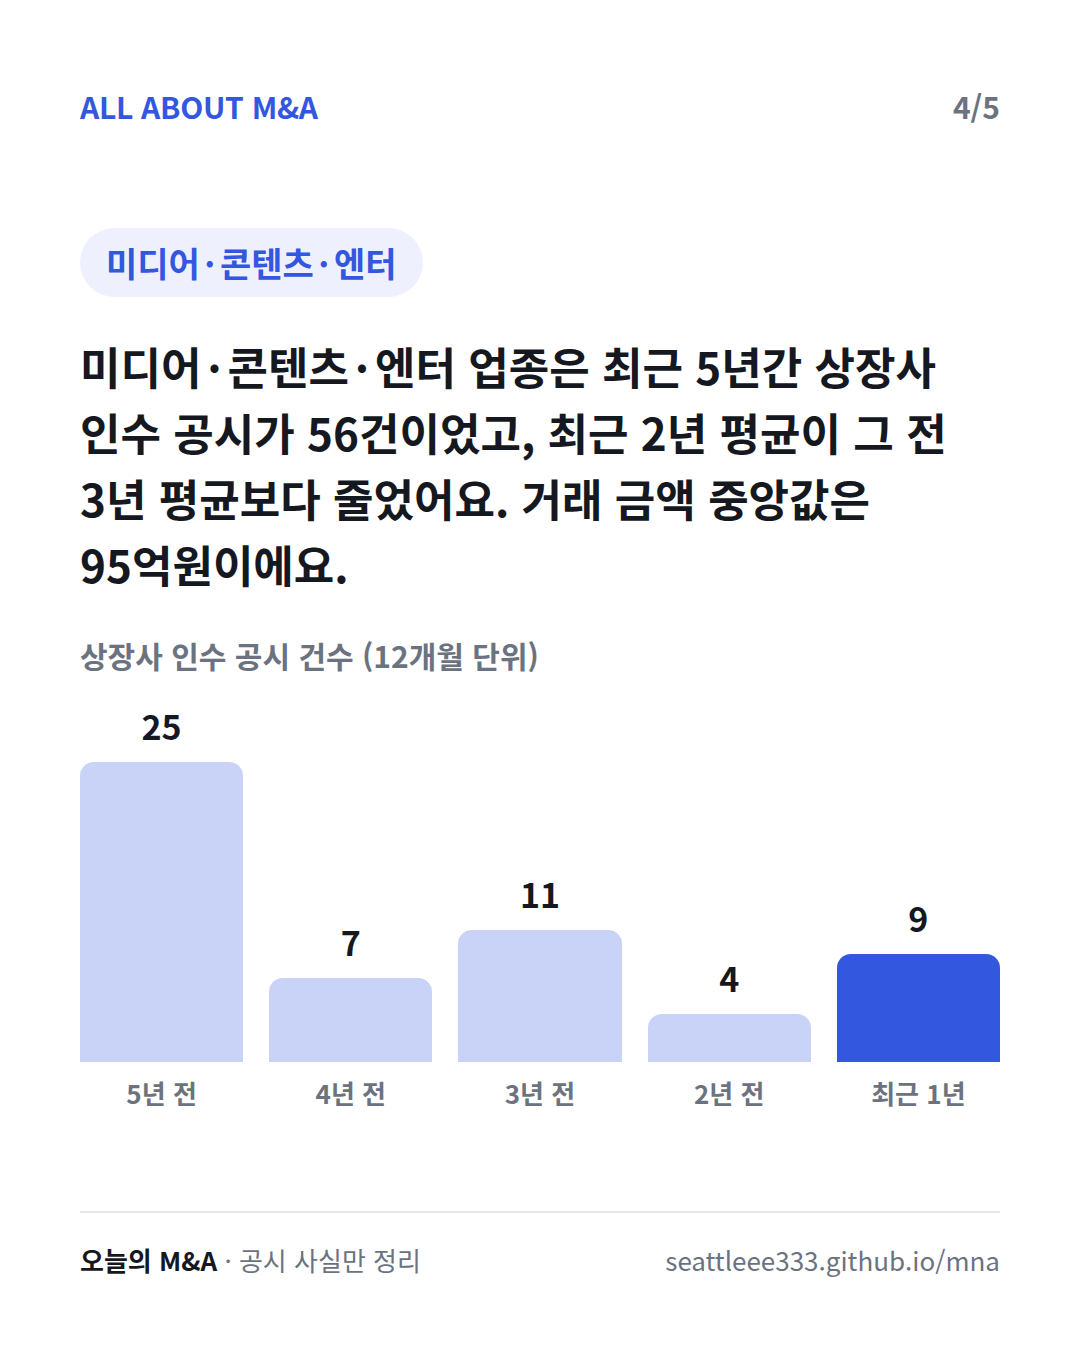 ALL ABOUT M&A
4/5
미디어·콘텐츠·엔터
미디어·콘텐츠·엔터 업종은 최근 5년간 상장사
인수 공시가 56건이었고, 최근 2년 평균이 그 전
3년 평균보다 줄었어요. 거래 금액 중앙값은
95억원이에요.
상장사 인수 공시 건수 (12개월 단위)
25
7
11
4
9
5년 전
4년 전
3년 전
2년 전
최근 1년
오늘의 M&A · 공시 사실만 정리
seattleee333.github.io/mna